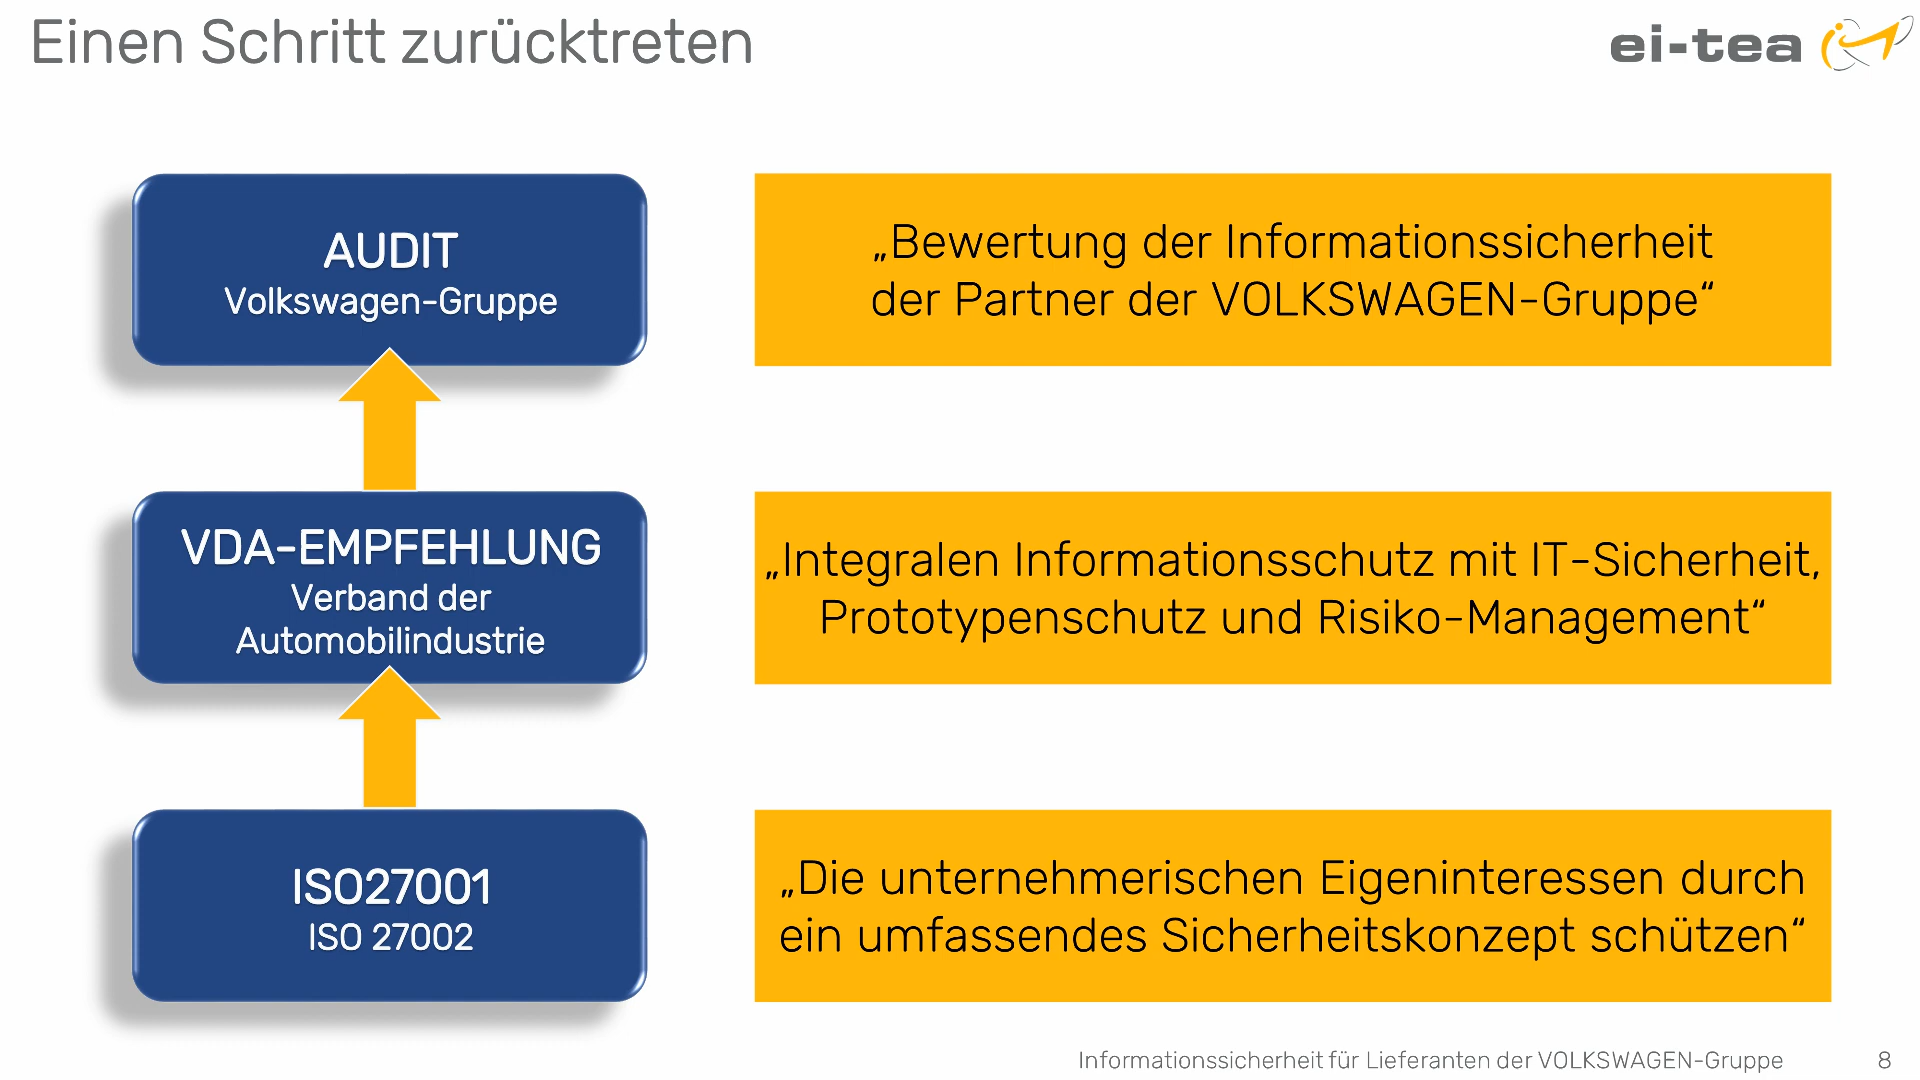 Einen Schritt zurücktreten
ei-tea
AUDIT
Volkswagen-Gruppe
„Bewertung der Informationssicherheit
der Partner der VOLKSWAGEN-Gruppe“
VDA-EMPFEHLUNG
Verband der
Automobilindustrie
„Integralen Informationsschutz mit IT-Sicherheit,
Prototypenschutz und Risiko-Management“
ISO27001
ISO 27002
„Die unternehmerischen Eigeninteressen durch
ein umfassendes Sicherheitskonzept schützen“
Informationssicherheit für Lieferanten der VOLKSWAGEN-Gruppe
8